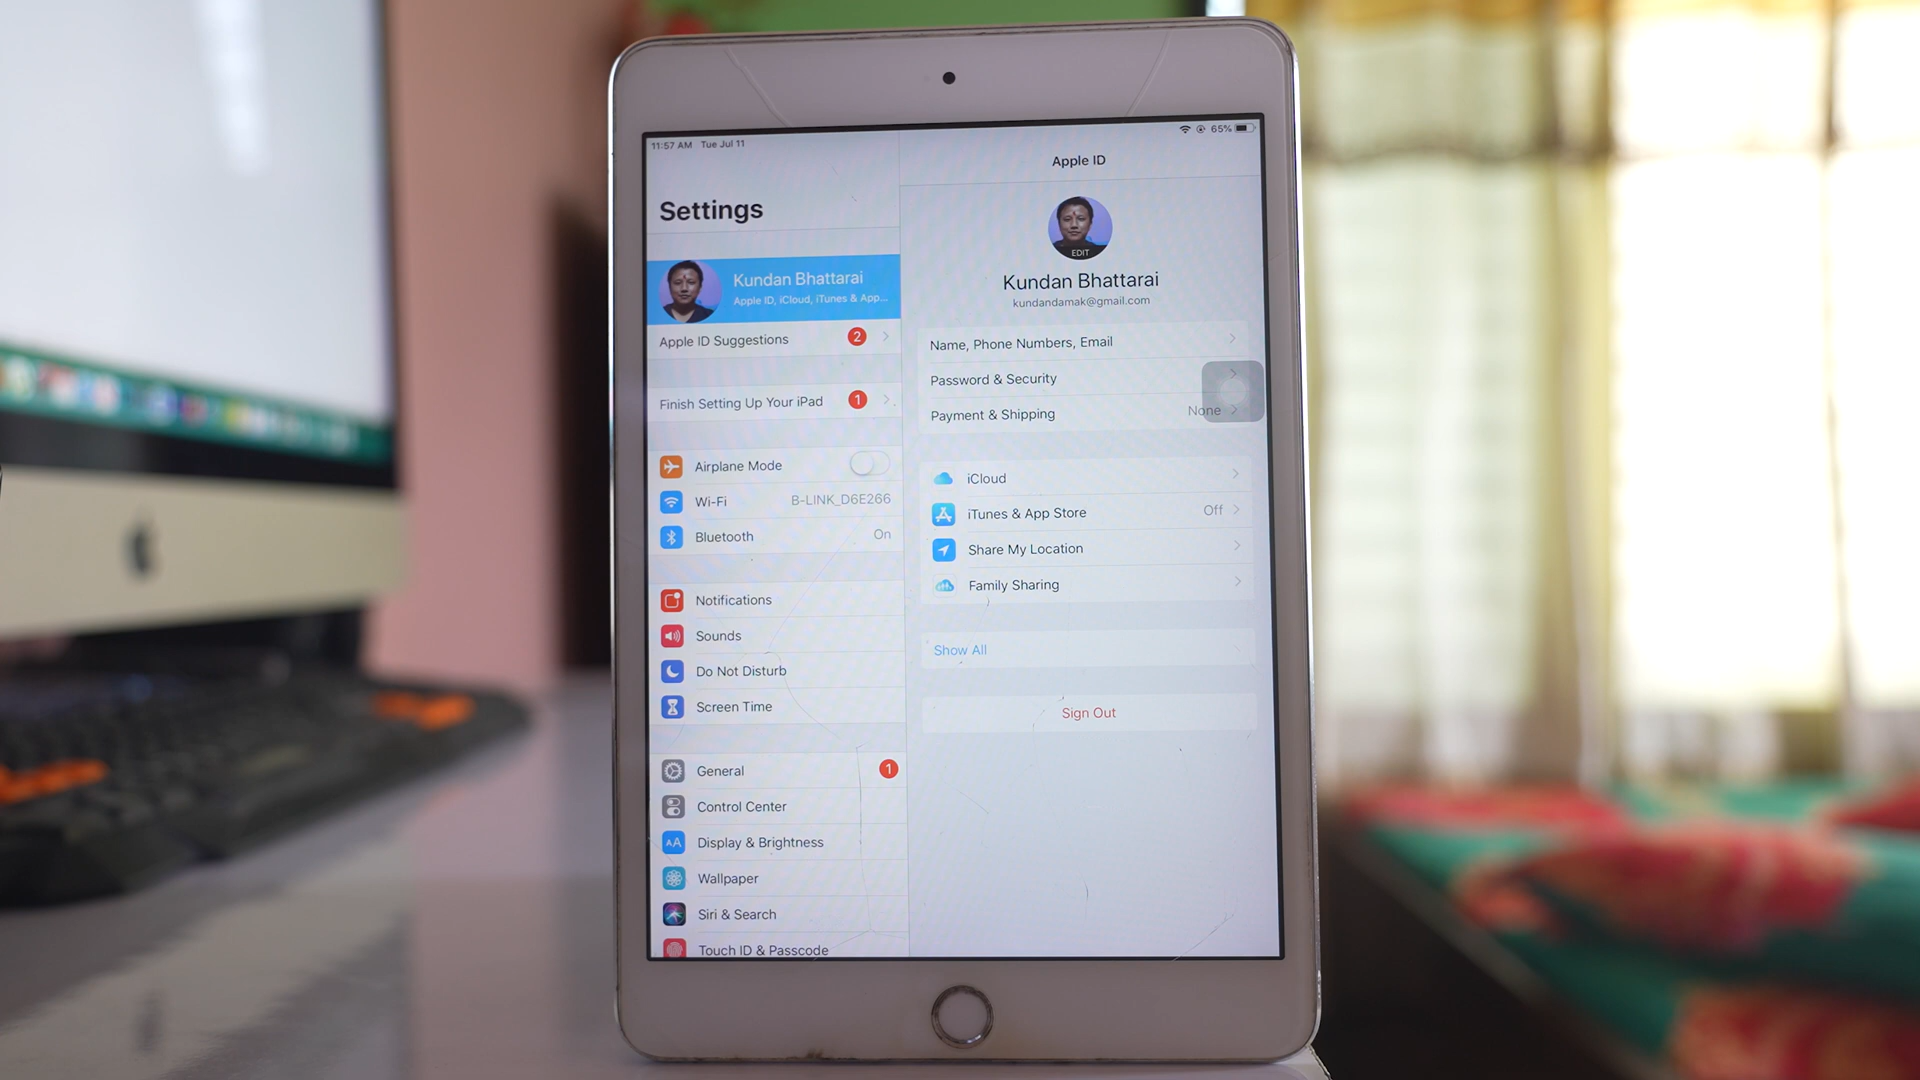 11:57 AM Tue Jul 11
65%
Settings
Kundan Bhattarai
Apple ID, iCloud, iTunes & App...
Apple ID Suggestions 2
Finish Setting Up Your iPad 1
Airplane Mode
Wi-Fi B-LINK_D6E266
Bluetooth On
Notifications
Sounds
Do Not Disturb
Screen Time
General 1
Control Center
AA Display & Brightness
Wallpaper
Siri & Search
Touch ID & Passcode
Apple ID
EDIT
Kundan Bhattarai
kundandamak@gmail.com
Name, Phone Numbers, Email
Password & Security
Payment & Shipping None
iCloud
iTunes & App Store Off
Share My Location
Family Sharing
Show All
Sign Out